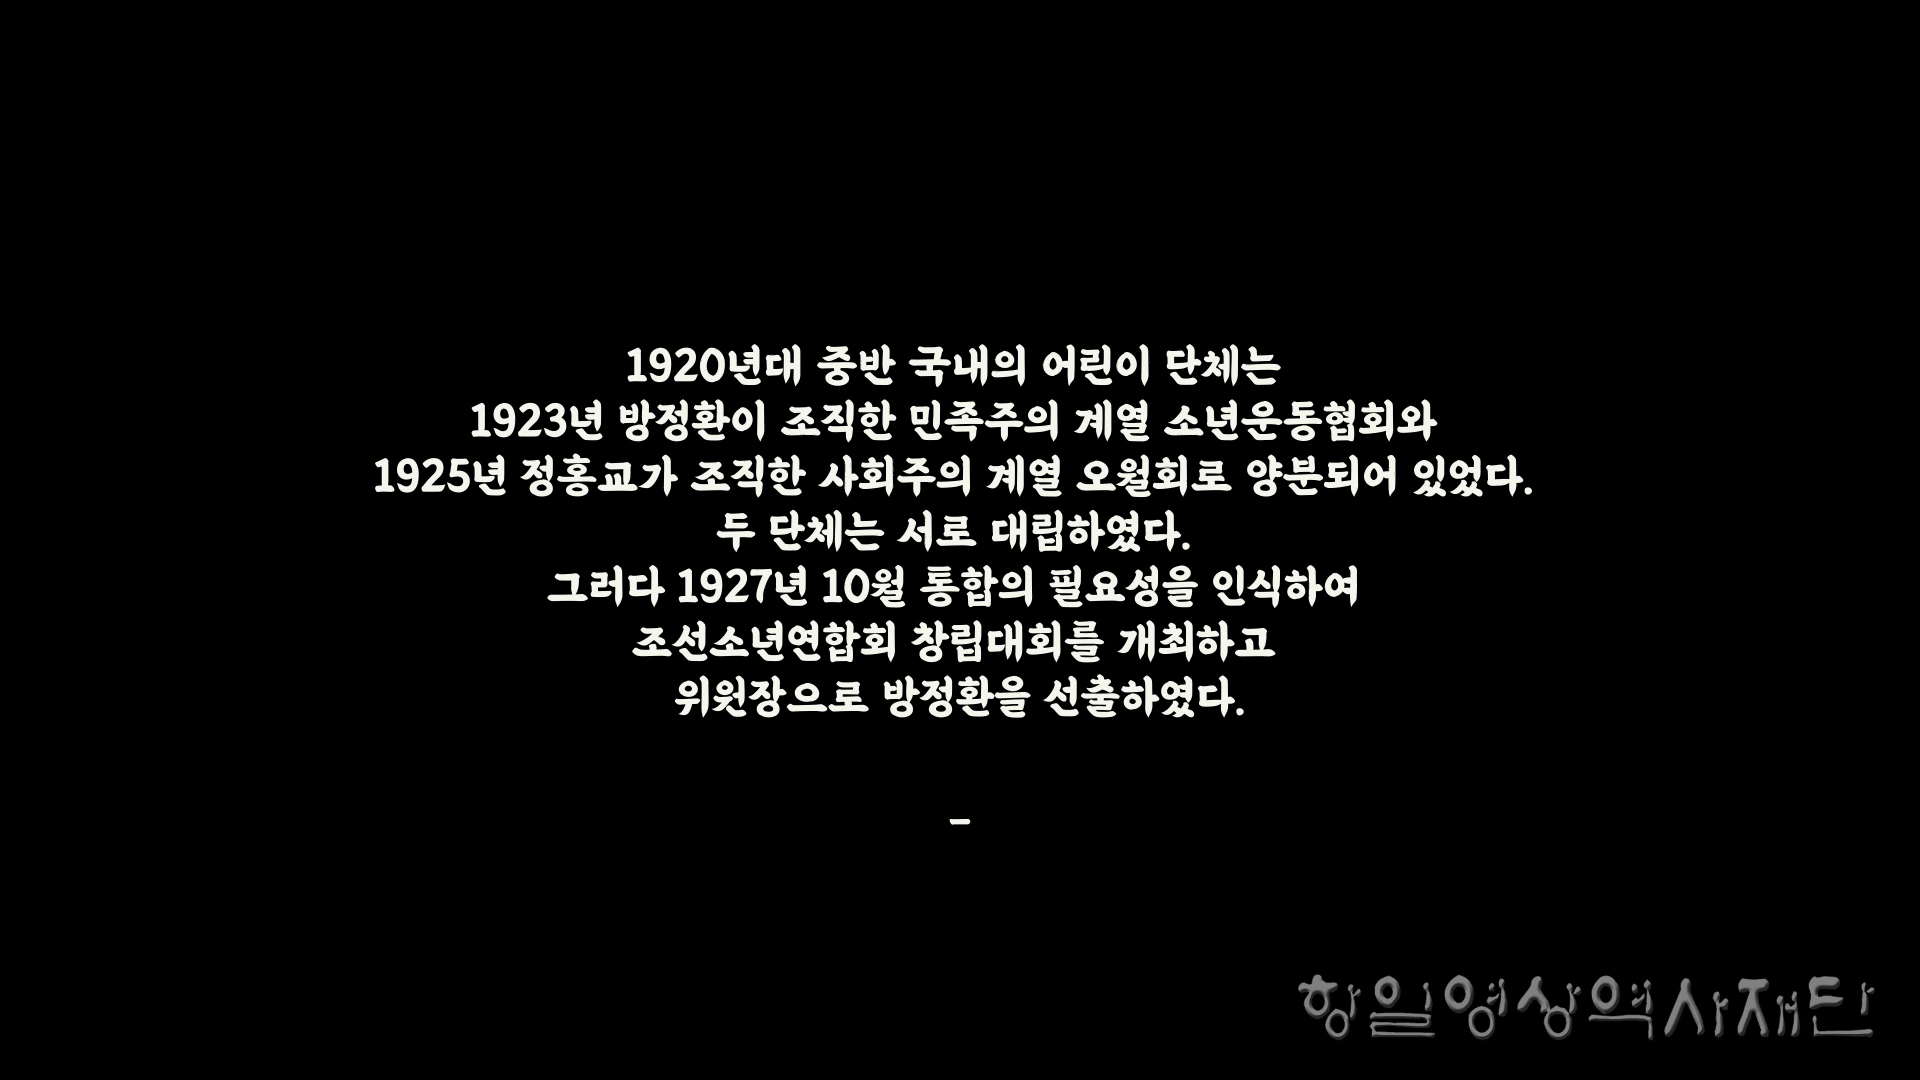 1920년대 중반 국내의 어린이 단체는
1923년 방정환이 조직한 민족주의 계열 소년운동협회와
1925년 정홍교가 조직한 사회주의 계열 오월회로 양분되어 있었다.
두 단체는 서로 대립하였다.
그러다 1927년 10월 통합의 필요성을 인식하여
조선소년연합회 창립대회를 개최하고
위원장으로 방정환을 선출하였다.
-
항일영상역사재단